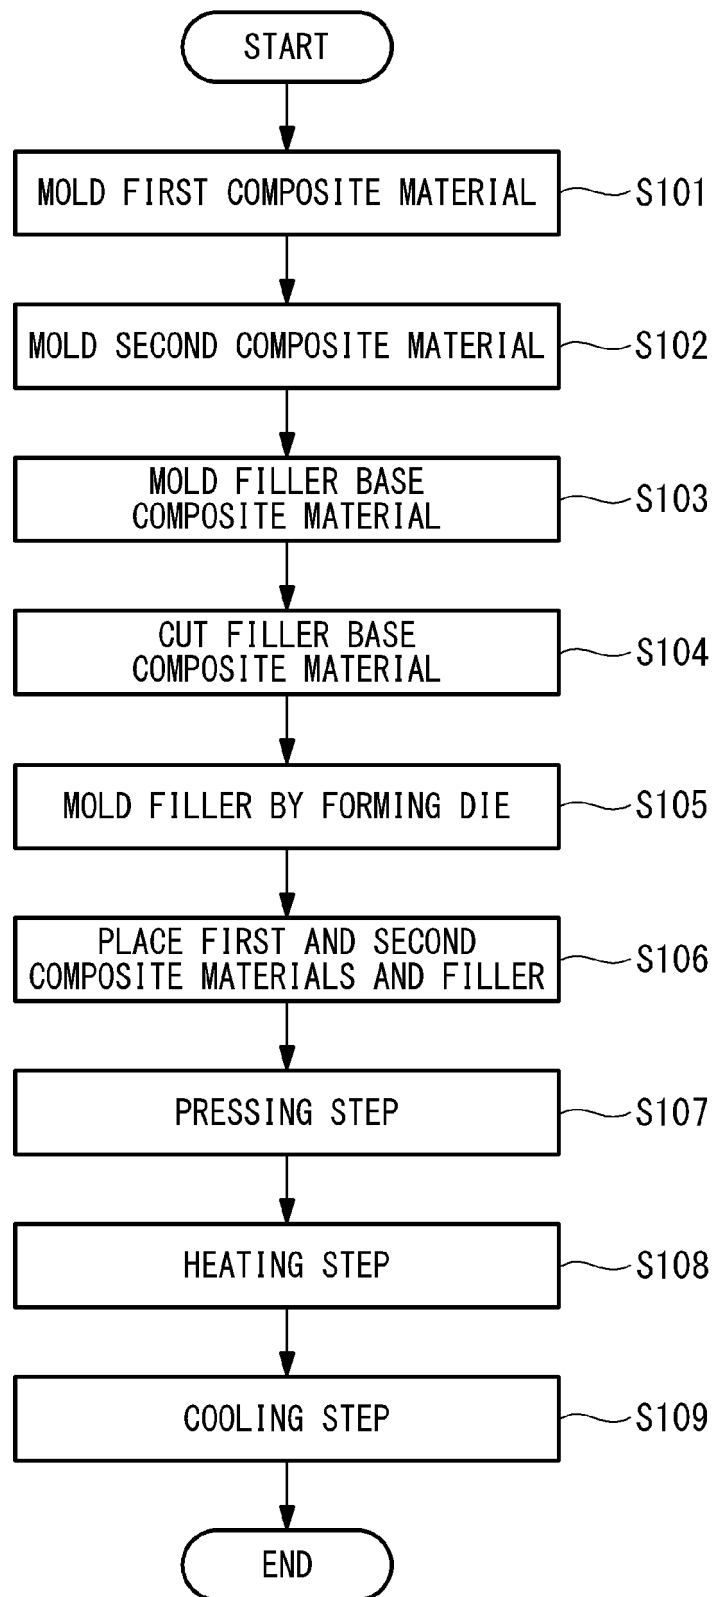 START
MOLD FIRST COMPOSITE MATERIAL
S101
MOLD SECOND COMPOSITE MATERIAL
S102
MOLD FILLER BASE
COMPOSITE MATERIAL
S103
CUT FILLER BASE
COMPOSITE MATERIAL
S104
MOLD FILLER BY FORMING DIE
S105
PLACE FIRST AND SECOND
COMPOSITE MATERIALS AND FILLER
S106
PRESSING STEP
S107
HEATING STEP
S108
COOLING STEP
S109
END